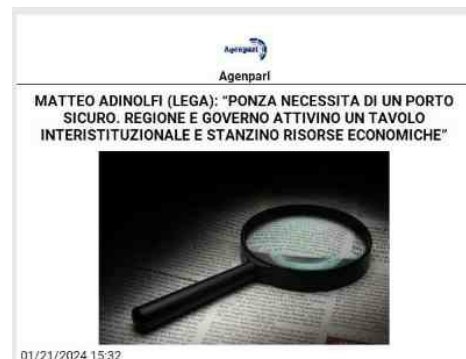 Agenparl
Agenparl
MATTEO ADINOLFI (LEGA): “PONZA NECESSITA DI UN PORTO
SICURO. REGIONE E GOVERNO ATTIVINO UN TAVOLO
INTERISTITUZIONALE E STANZINO RISORSE ECONOMICHE”
01/21/2024 15:32